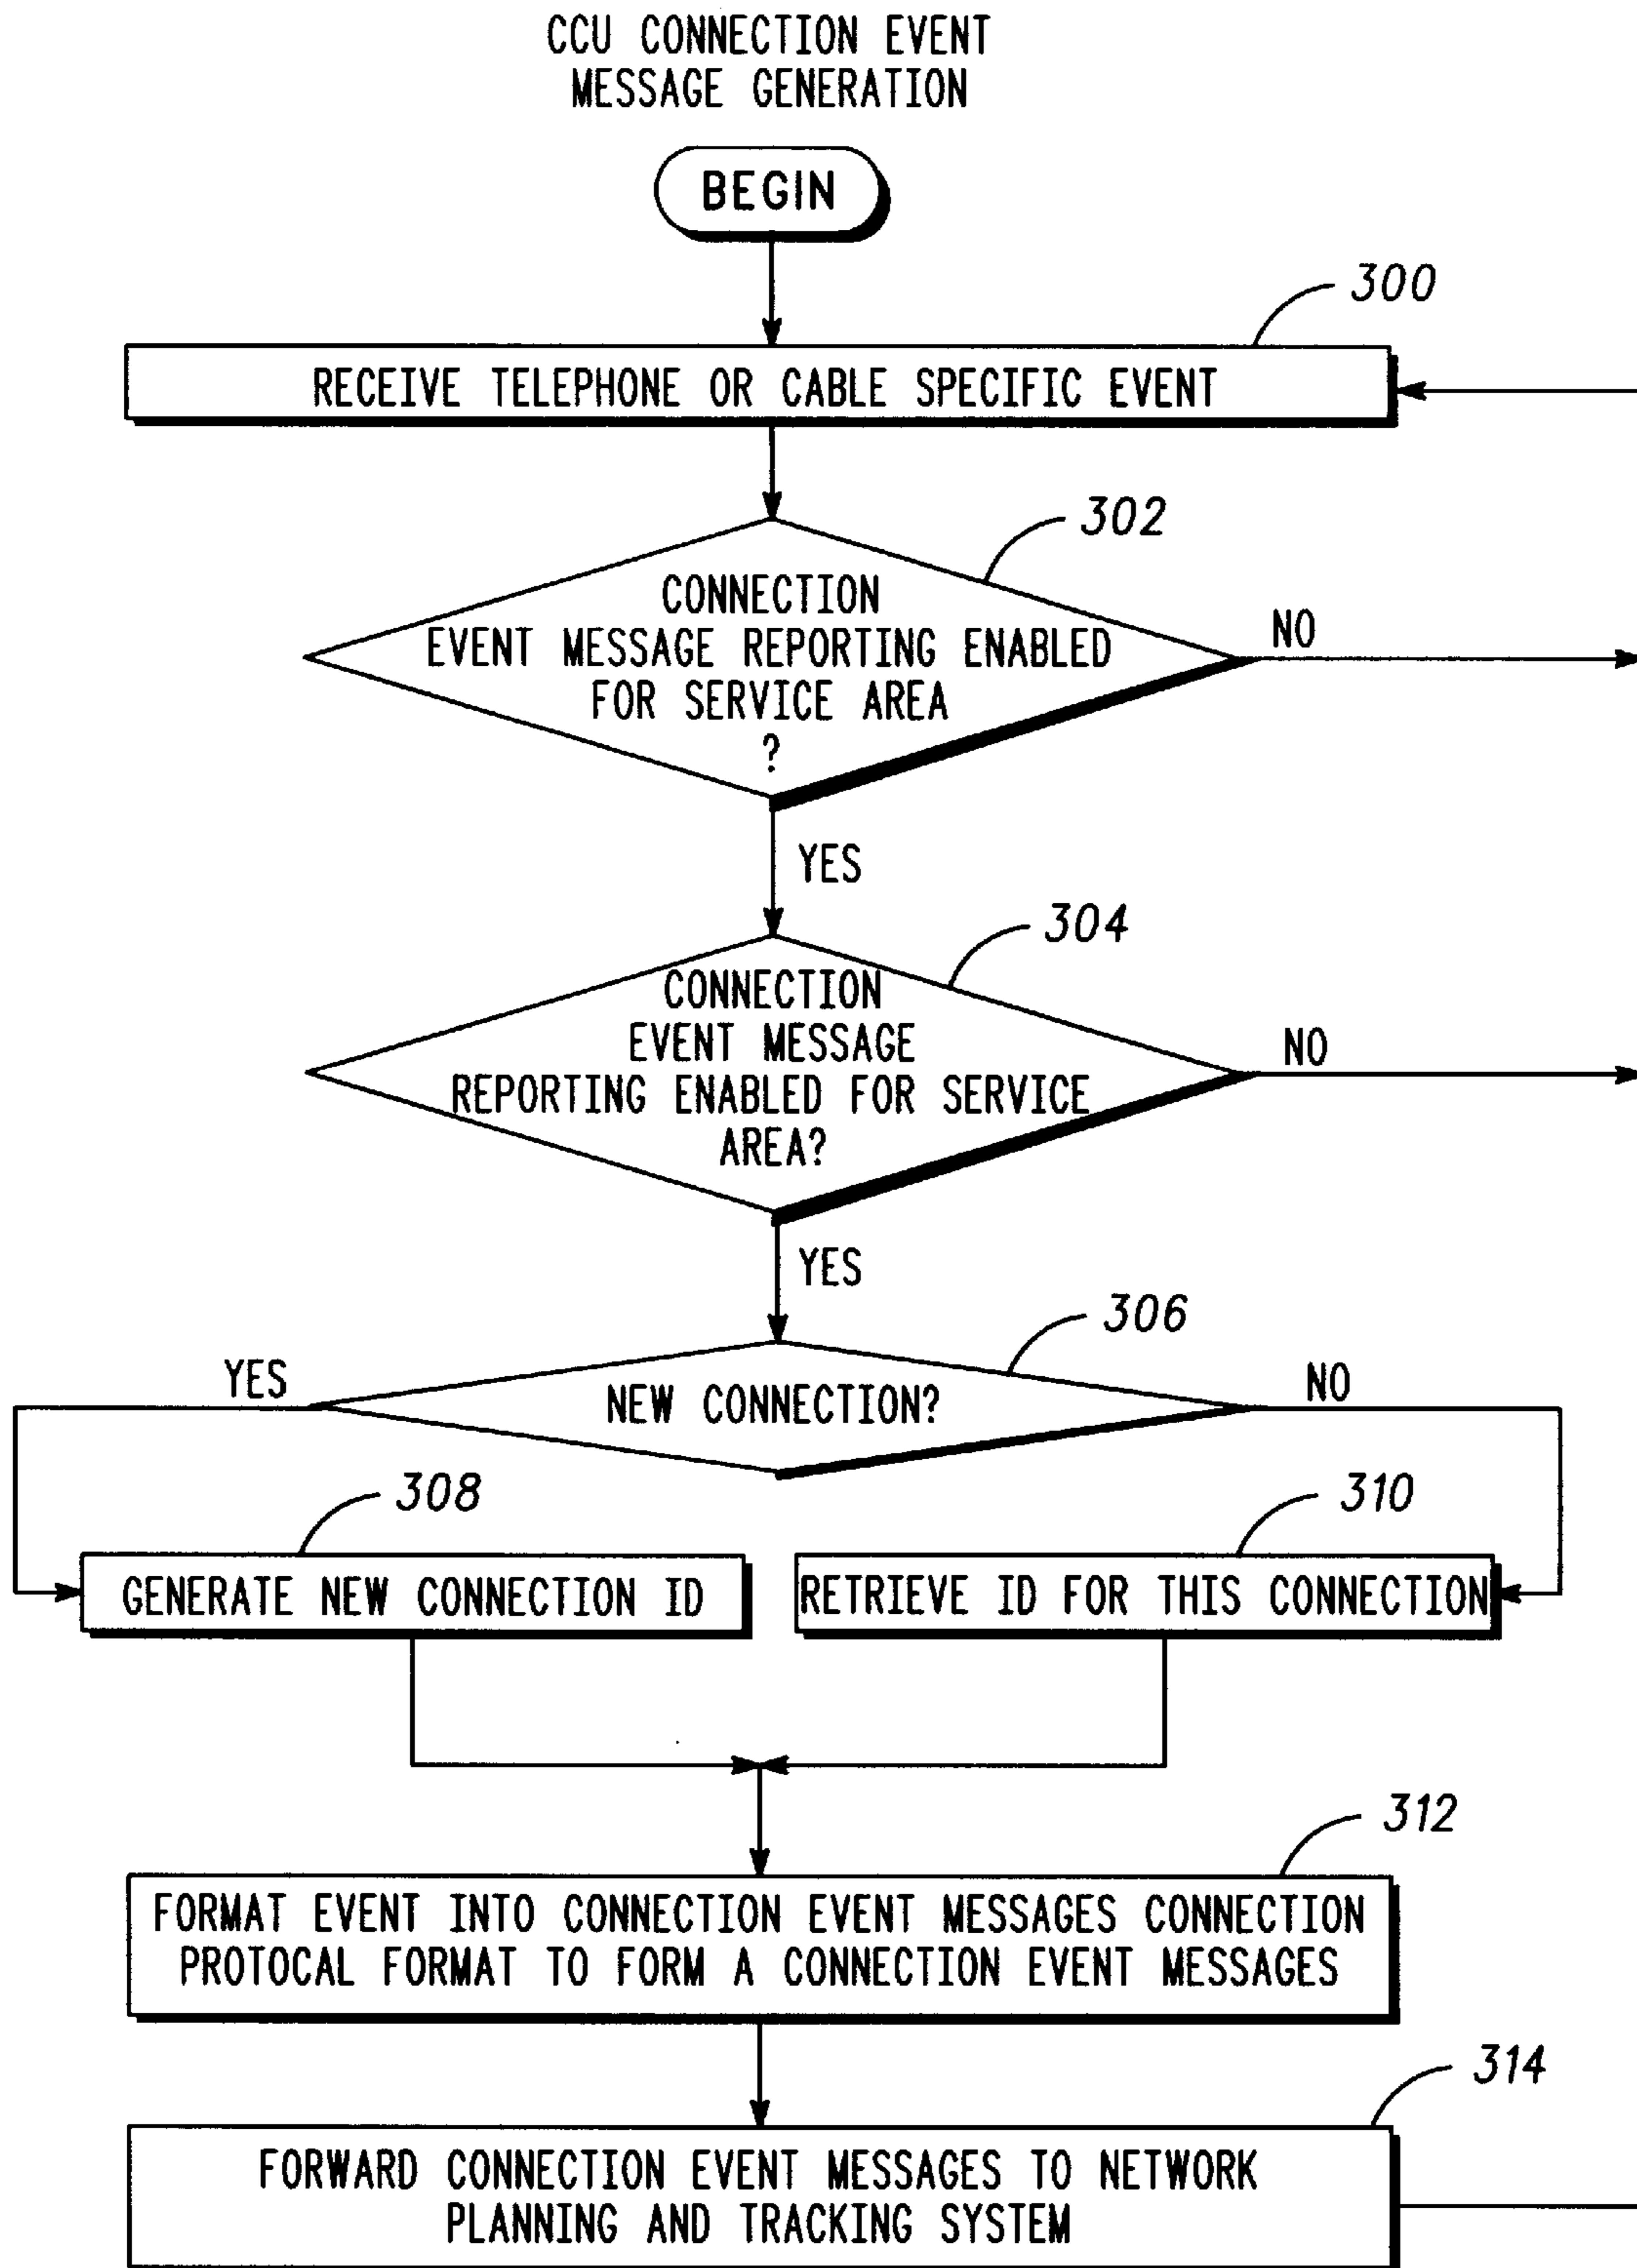 CCU CONNECTION EVENT
MESSAGE GENERATION
BEGIN
300
RECEIVE TELEPHONE OR CABLE SPECIFIC EVENT
302
CONNECTION
EVENT MESSAGE REPORTING ENABLED
FOR SERVICE AREA
?
NO
YES
304
CONNECTION
EVENT MESSAGE
REPORTING ENABLED FOR SERVICE
AREA?
NO
YES
306
YES
NEW CONNECTION?
NO
308
310
GENERATE NEW CONNECTION ID
RETRIEVE ID FOR THIS CONNECTION
312
FORMAT EVENT INTO CONNECTION EVENT MESSAGES CONNECTION
PROTOCAL FORMAT TO FORM A CONNECTION EVENT MESSAGES
314
FORWARD CONNECTION EVENT MESSAGES TO NETWORK
PLANNING AND TRACKING SYSTEM